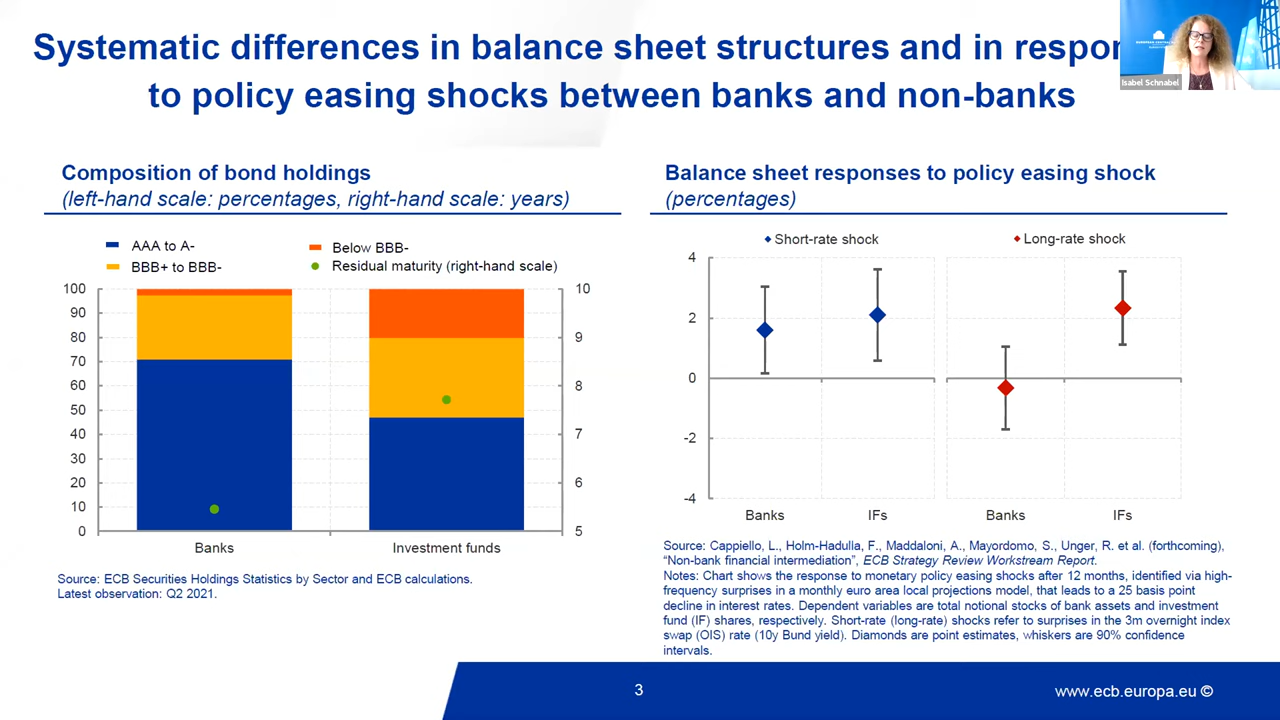 Systematic differences in balance sheet structures and in respon
to policy easing shocks between banks and non-banks
Isabel Schnabel
Composition of bond holdings
(left-hand scale: percentages, right-hand scale: years)
AAA to A-
Below BBB-
BBB+ to BBB-
Residual maturity (right-hand scale)
100
90
80
70
60
50
40
30
20
10
0
10
9
8
7
6
5
Banks
Investment funds
Source: ECB Securities Holdings Statistics by Sector and ECB calculations.
Latest observation: Q2 2021.
Balance sheet responses to policy easing shock
(percentages)
Short-rate shock
Long-rate shock
4
2
0
-2
-4
Banks
IFs
Banks
IFs
Source: Cappiello, L., Holm-Hadulla, F., Maddaloni, A., Mayordomo, S., Unger, R. et al. (forthcoming),
“Non-bank financial intermediation”, ECB Strategy Review Workstream Report.
Notes: Chart shows the response to monetary policy easing shocks after 12 months, identified via high-
frequency surprises in a monthly euro area local projections model, that leads to a 25 basis point
decline in interest rates. Dependent variables are total notional stocks of bank assets and investment
fund (IF) shares, respectively. Short-rate (long-rate) shocks refer to surprises in the 3m overnight index
swap (OIS) rate (10y Bund yield). Diamonds are point estimates, whiskers are 90% confidence
intervals.
3
www.ecb.europa.eu ©